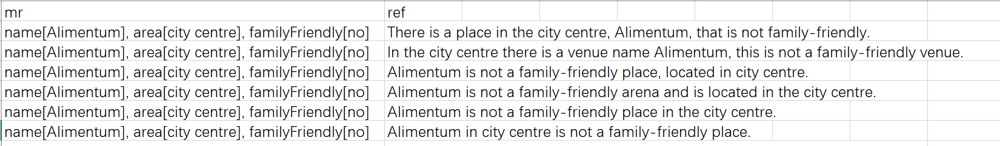 mr ref
name[Alimentum], area[city centre], familyFriendly[no] There is a place in the city centre, Alimentum, that is not family-friendly.
name[Alimentum], area[city centre], familyFriendly[no] In the city centre there is a venue name Alimentum, this is not a family-friendly venue.
name[Alimentum], area[city centre], familyFriendly[no] Alimentum is not a family-friendly place, located in city centre.
name[Alimentum], area[city centre], familyFriendly[no] Alimentum is not a family-friendly arena and is located in the city centre.
name[Alimentum], area[city centre], familyFriendly[no] Alimentum is not a family-friendly place in the city centre.
name[Alimentum], area[city centre], familyFriendly[no] Alimentum in city centre is not a family-friendly place.